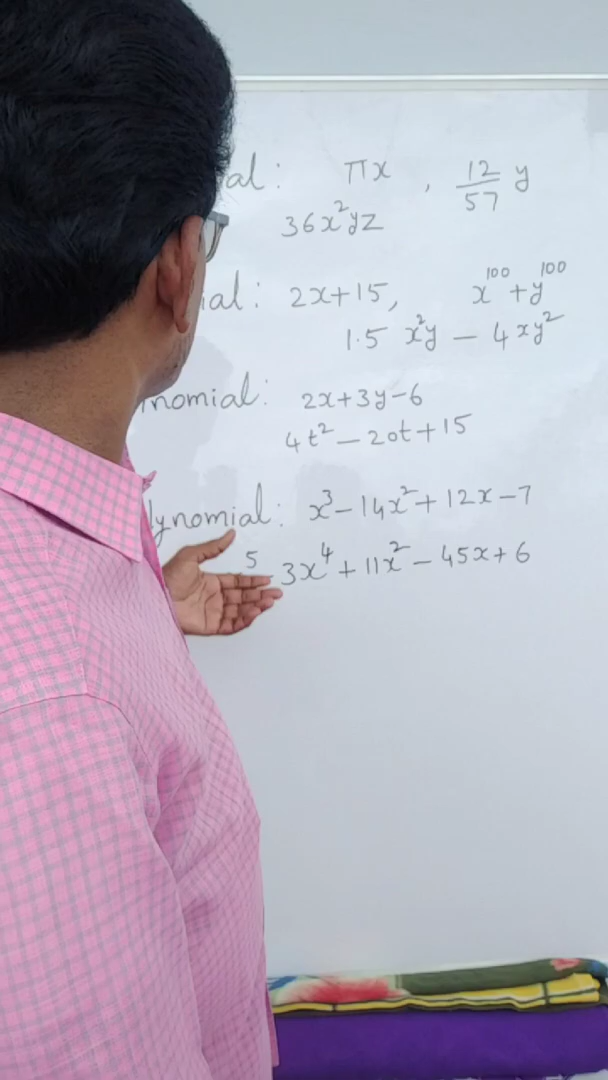 al: πx, 12/57 y
36x²yz
ial: 2x+15, x¹⁰⁰+y¹⁰⁰
1.5 x²y – 4xy²
nomial: 2x+3y–6
4t²–20t+15
lynomial: x³–14x²+12x–7
5 3x⁴+11x²–45x+6